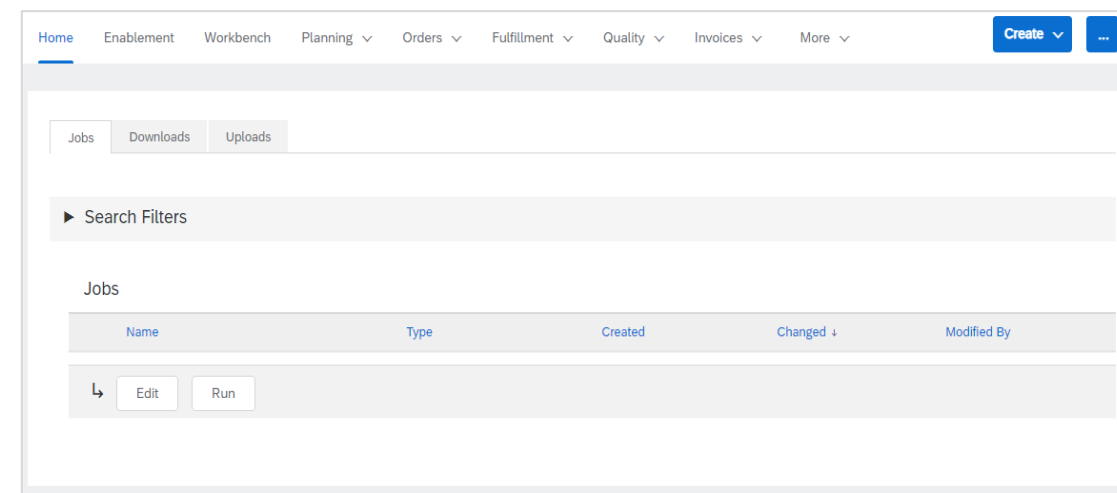 Home Enablement Workbench Planning Orders Fulfillment Quality Invoices More Create ...
Jobs Downloads Uploads
Search Filters
Jobs
Name Type Created Changed ↓ Modified By
Edit Run